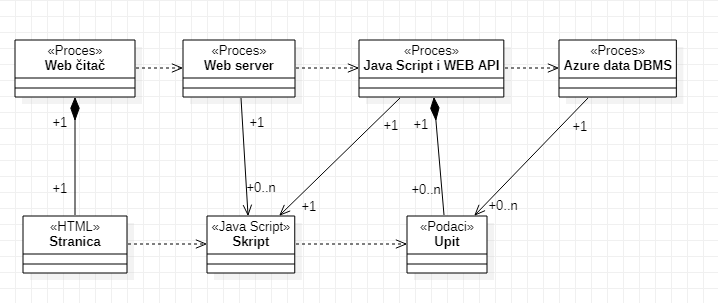 «Proces»
Web čitač
«Proces»
Web server
«Proces»
Java Script i WEB API
«Proces»
Azure data DBMS
+1
+1
+1
+1
+1
+1
+0..n
+0..n
+1
+0..n
«HTML»
Stranica
«Java Script»
Skript
«Podaci»
Upit